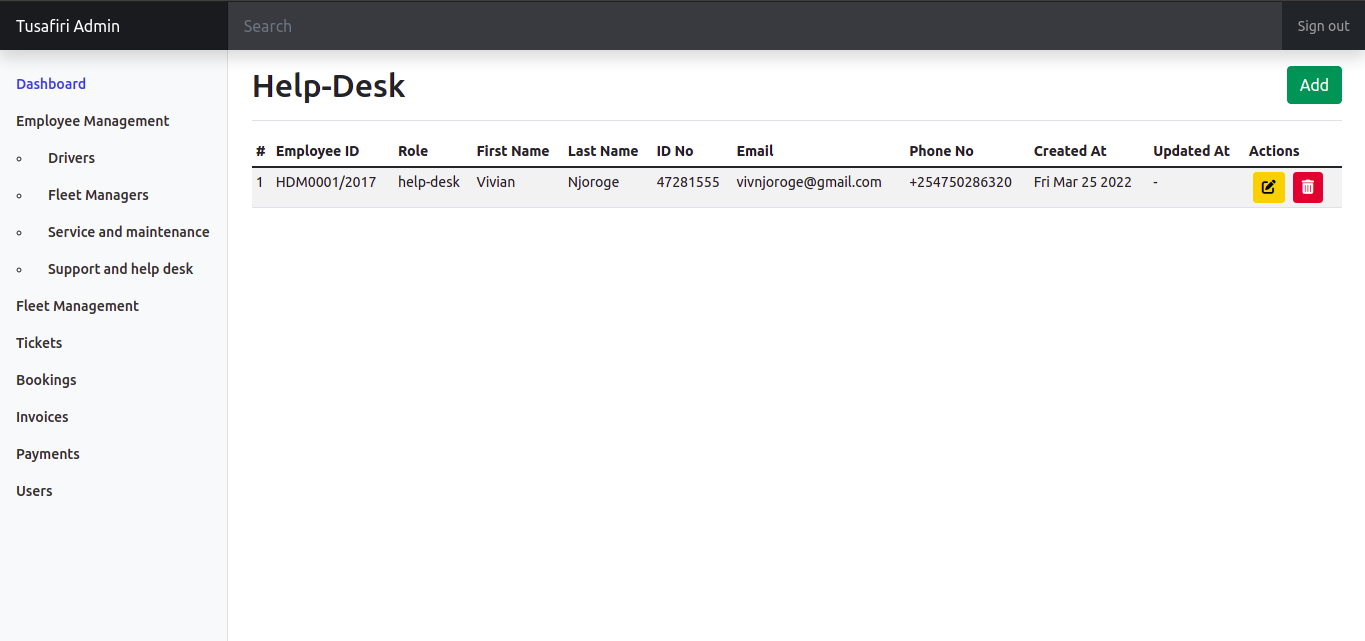 Tusafiri Admin Search Sign out
Dashboard
Employee Management
Drivers
Fleet Managers
Service and maintenance
Support and help desk
Fleet Management
Tickets
Bookings
Invoices
Payments
Users
Help-Desk Add
# Employee ID Role First Name Last Name ID No Email Phone No Created At Updated At Actions
1 HDM0001/2017 help-desk Vivian Njoroge 47281555 vivnjoroge@gmail.com +254750286320 Fri Mar 25 2022 -